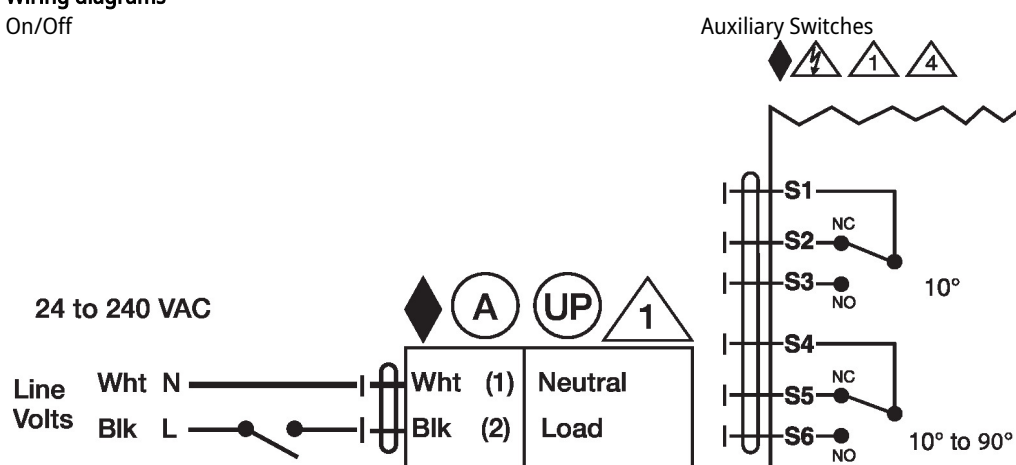 Wiring diagrams
On/Off
Auxiliary Switches
1
4
S1
S2 NC
S3
NO
10°
S4
S5 NC
S6
NO
10° to 90°
24 to 240 VAC
A
UP
1
Line
Volts
Wht N
Blk L
Wht (1) Neutral
Blk (2) Load